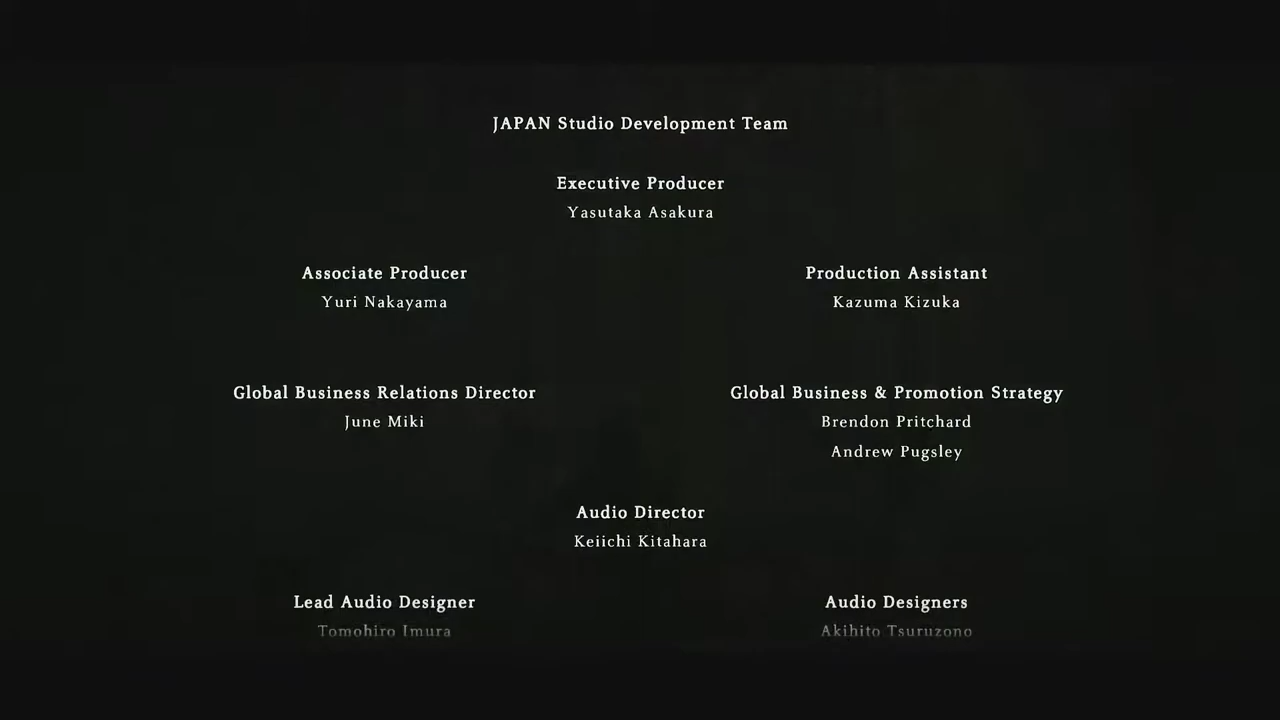 JAPAN Studio Development Team
Executive Producer
Yasutaka Asakura
Associate Producer
Yuri Nakayama
Production Assistant
Kazuma Kizuka
Global Business Relations Director
June Miki
Global Business & Promotion Strategy
Brendon Pritchard
Andrew Pugsley
Audio Director
Keiichi Kitahara
Lead Audio Designer
Tomohiro Imura
Audio Designers
Akihito Tsuruzono